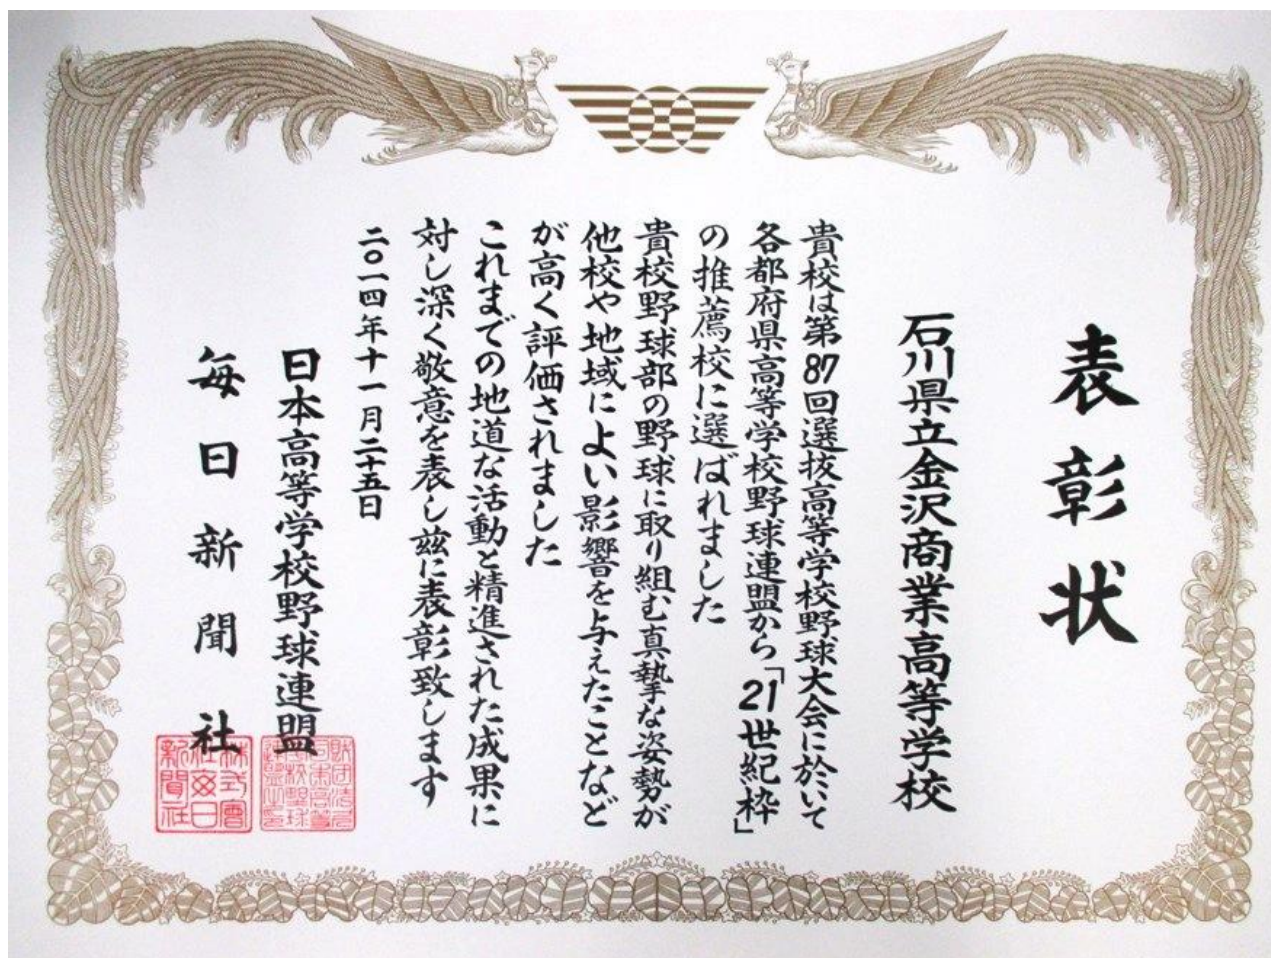 表彰状
石川県立金沢商業高等学校
貴校は第87回選抜高等学校野球大会に於いて
各都府県高等学校野球連盟から「21世紀枠」
の推薦校に選ばれました
貴校野球部の野球に取り組む真摯な姿勢が
他校や地域によい影響を与えたことなど
が高く評価されました
これまでの地道な活動と精進された成果に
対し深く敬意を表し玆に表彰致します
二〇一四年十一月二十五日
日本高等学校野球連盟
毎日新聞社